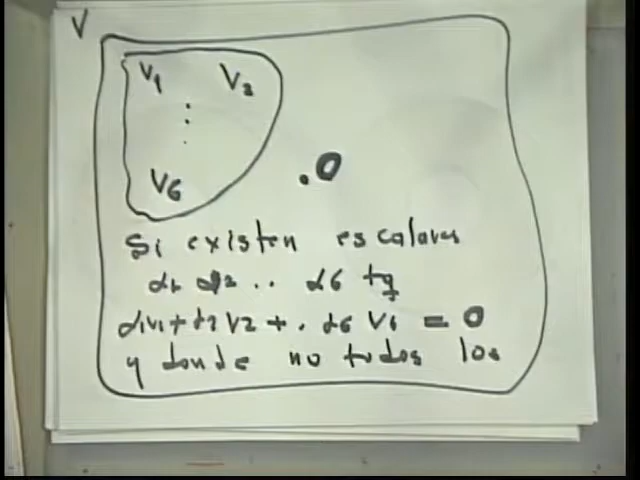 V
V1 V2
⋮
V6
.0
Si existen escalares
α1 α2 .. α6 tq
α1v1+α2V2+. α6 V6 = 0
y donde no todos los